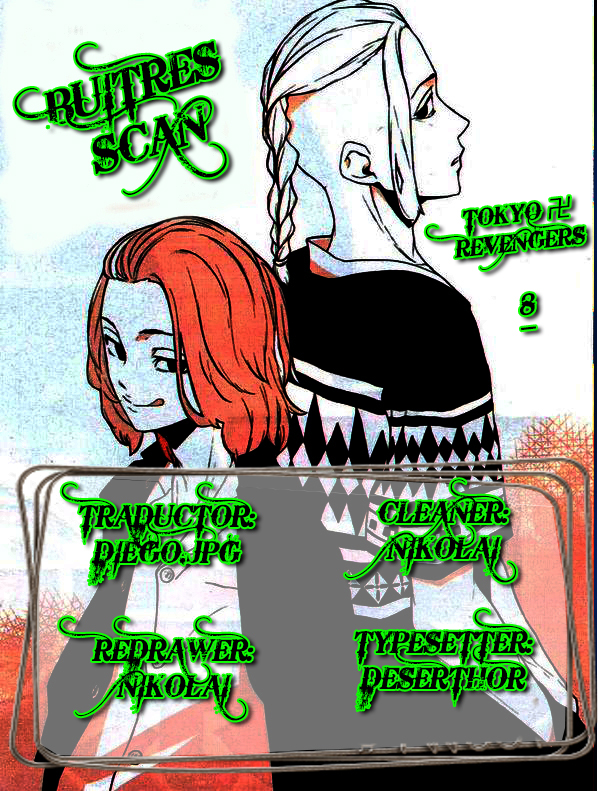 RUITRES
SCAN
TOKYO 卍
REVENGERS
8
TRADUCTOR:
DIEGO.JPG
CLEANER:
NIKOLAI
REDRAWER:
NIKOLAI
TYPESETTER:
DESERTHOR